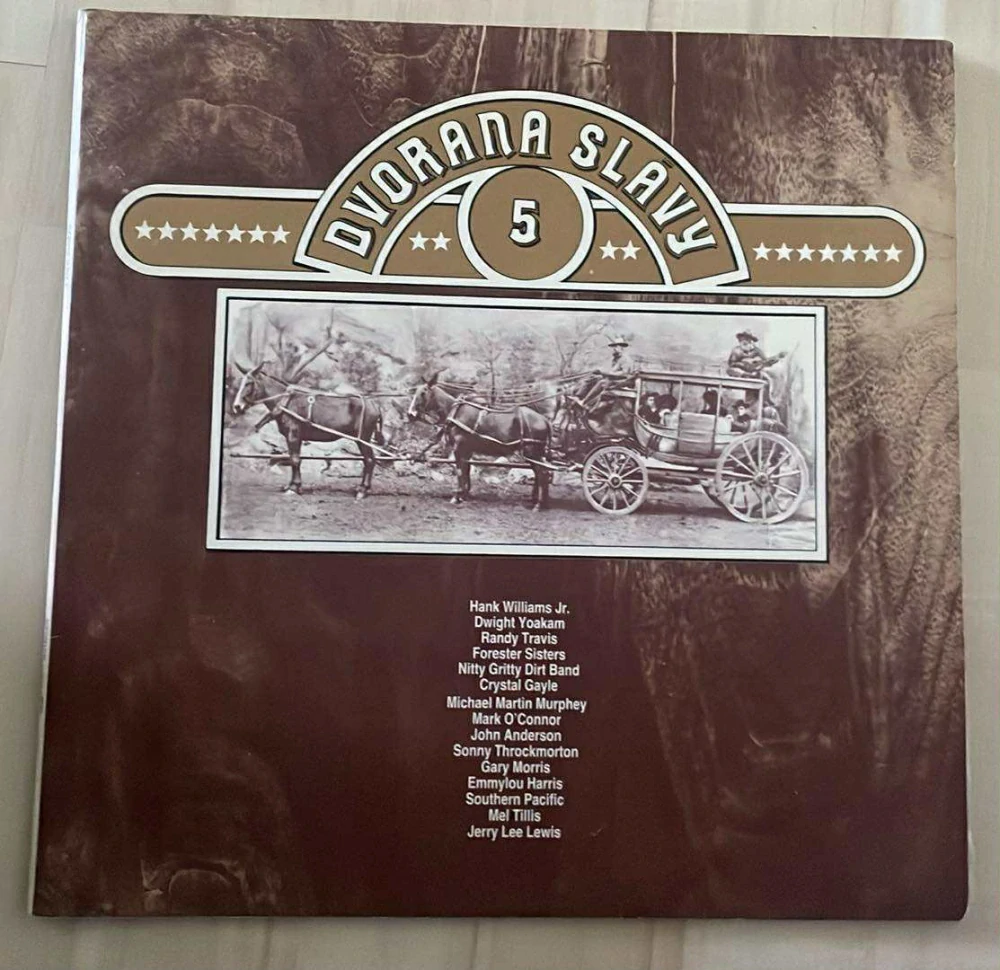 DVORANA SLÁVY
5
Hank Williams Jr.
Dwight Yoakam
Randy Travis
Forester Sisters
Nitty Gritty Dirt Band
Crystal Gayle
Michael Martin Murphey
Mark O'Connor
John Anderson
Sonny Throckmorton
Gary Morris
Emmylou Harris
Southern Pacific
Mel Tillis
Jerry Lee Lewis